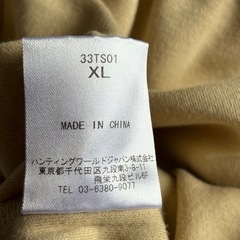 33TS01
XL
MADE IN CHINA
ハンティングワールドジャパン株式会社
東京都千代田区九段南3-8-11
飛栄九段ビル6F
TEL 03-6380-9077